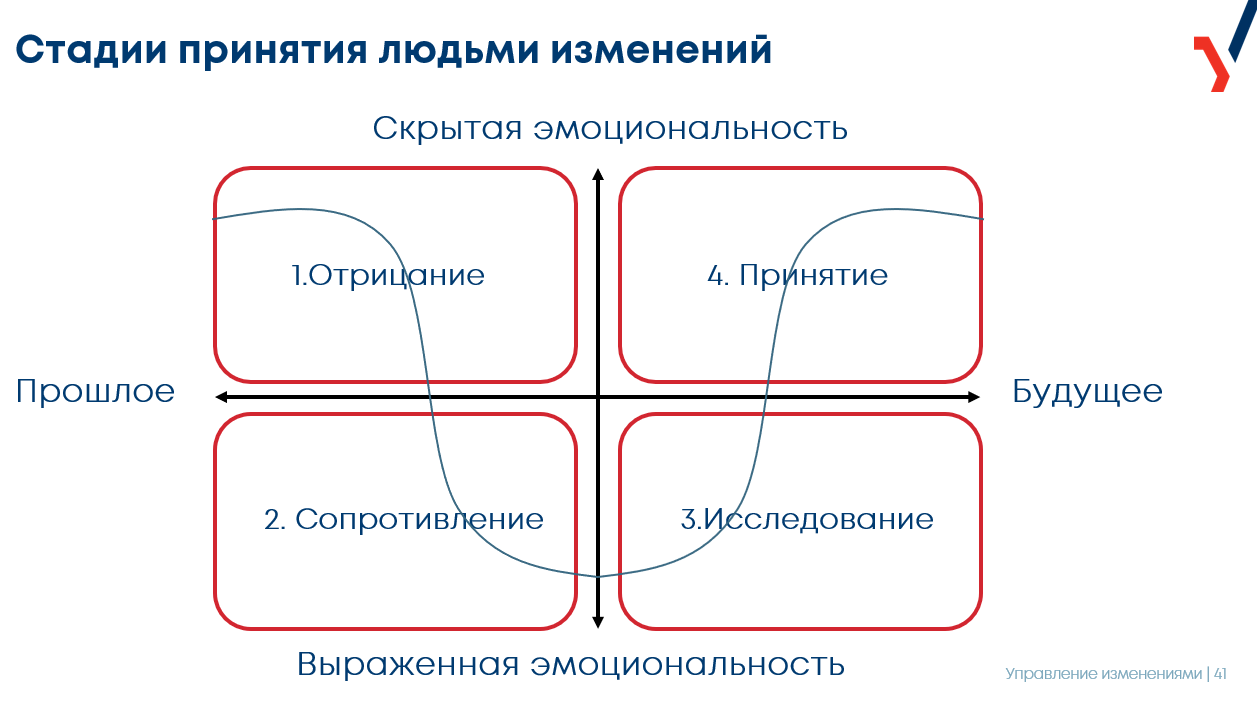 Стадии принятия людьми изменений
Скрытая эмоциональность
1.Отрицание
4. Принятие
Прошлое
Будущее
2. Сопротивление
3.Исследование
Выраженная эмоциональность
Управление изменениями | 41